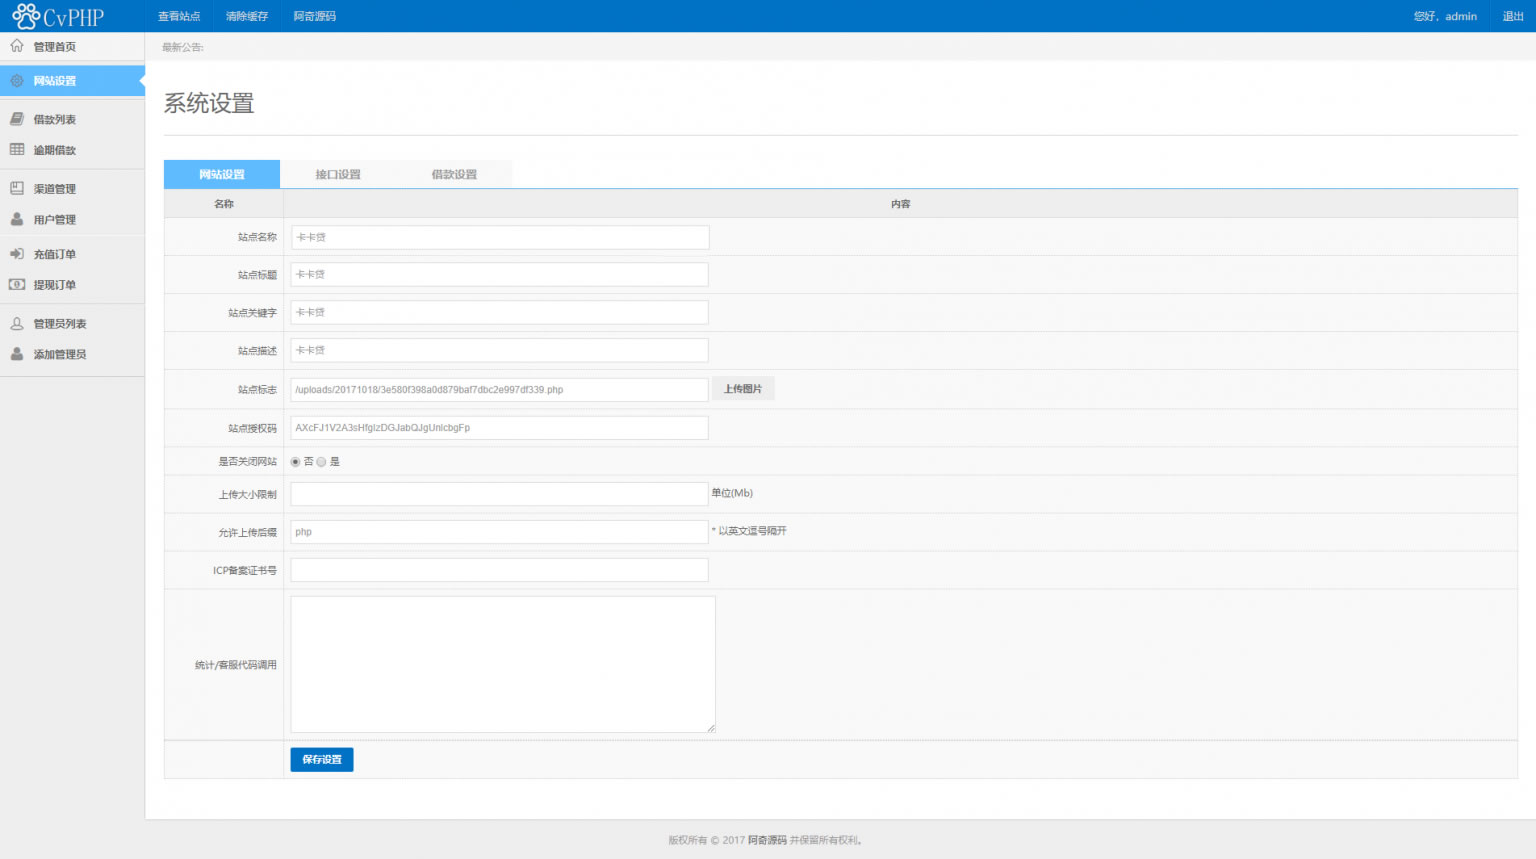 CvPHP 查看站点 清除缓存 阿奇源码 您好，admin 退出
管理首页
最新公告:
网站设置
系统设置
借款列表
逾期借款
网站设置 接口设置 借款设置
渠道管理
名称 内容
用户管理
站点名称 卡卡贷
充值订单
站点标题 卡卡贷
提现订单
站点关键字 卡卡贷
管理员列表
站点描述 卡卡贷
添加管理员
站点标志 /uploads/20171018/3e580f398a0d879baf7dbc2e997df339.php 上传图片
站点授权码 AXcFJ1V2A3sHfglzDGJabQJgUnlcbgFp
是否关闭网站 否 是
上传大小限制 单位(Mb)
允许上传后缀 php * 以英文逗号隔开
ICP备案证书号
统计/客服代码调用
保存设置
版权所有 © 2017 阿奇源码 并保留所有权利。